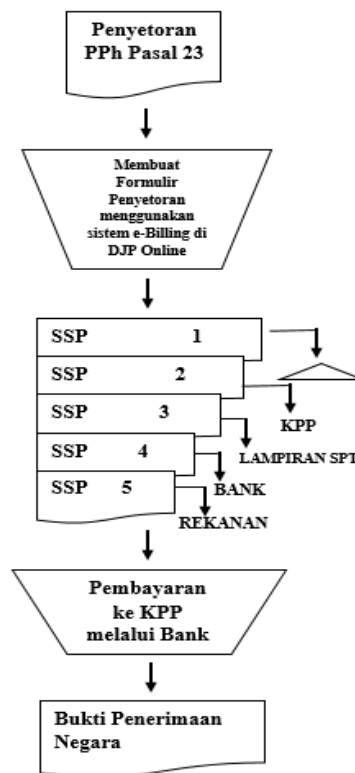 Penyetoran
PPh Pasal 23
Membuat
Formulir
Penyetoran
menggunakan
sistem e-Billing di
DJP Online
SSP 1
SSP 2
KPP
SSP 3
LAMPIRAN SPT
SSP 4
BANK
SSP 5
REKANAN
Pembayaran
ke KPP
melalui Bank
Bukti Penerimaan
Negara